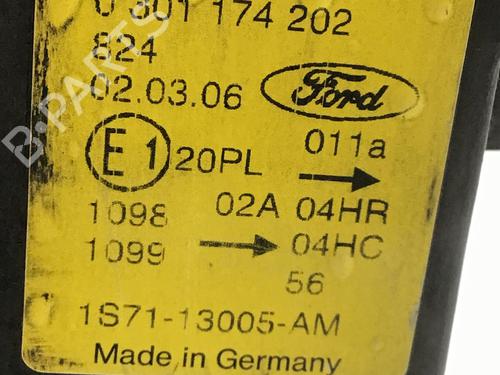 0 301 174 202
824
02.03.06 Ford
E1 20PL 011a →
1098 02A 04HR
1099 → 04HC
56
1S71-13005-AM
Made in Germany
B-PARTS